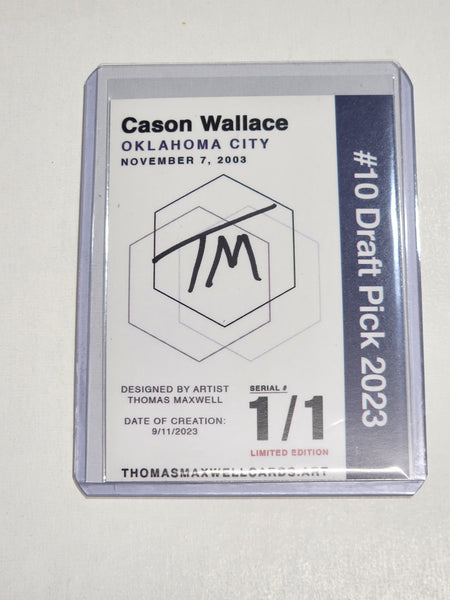 Cason Wallace
OKLAHOMA CITY
NOVEMBER 7, 2003
TM
DESIGNED BY ARTIST
THOMAS MAXWELL
DATE OF CREATION:
9/11/2023
SERIAL #
1/1
LIMITED EDITION
THOMASMAXWELLCARDS.ART
#10 Draft Pick 2023